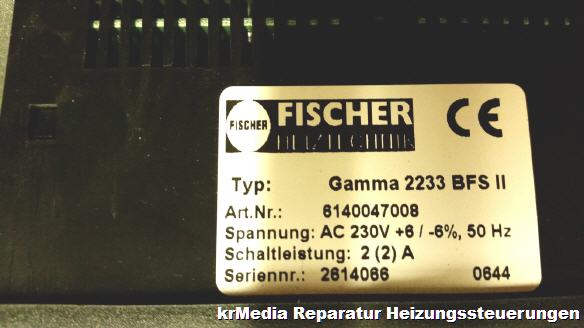 FISCHER
FISCHER
HEIZTECHNIK
Typ: Gamma 2233 BFS II
Art.Nr.: 6140047008
Spannung: AC 230V +6 / -6%, 50 Hz
Schaltleistung: 2 (2) A
Seriennr.: 2614066 0644
krMedia Reparatur Heizungssteuerungen